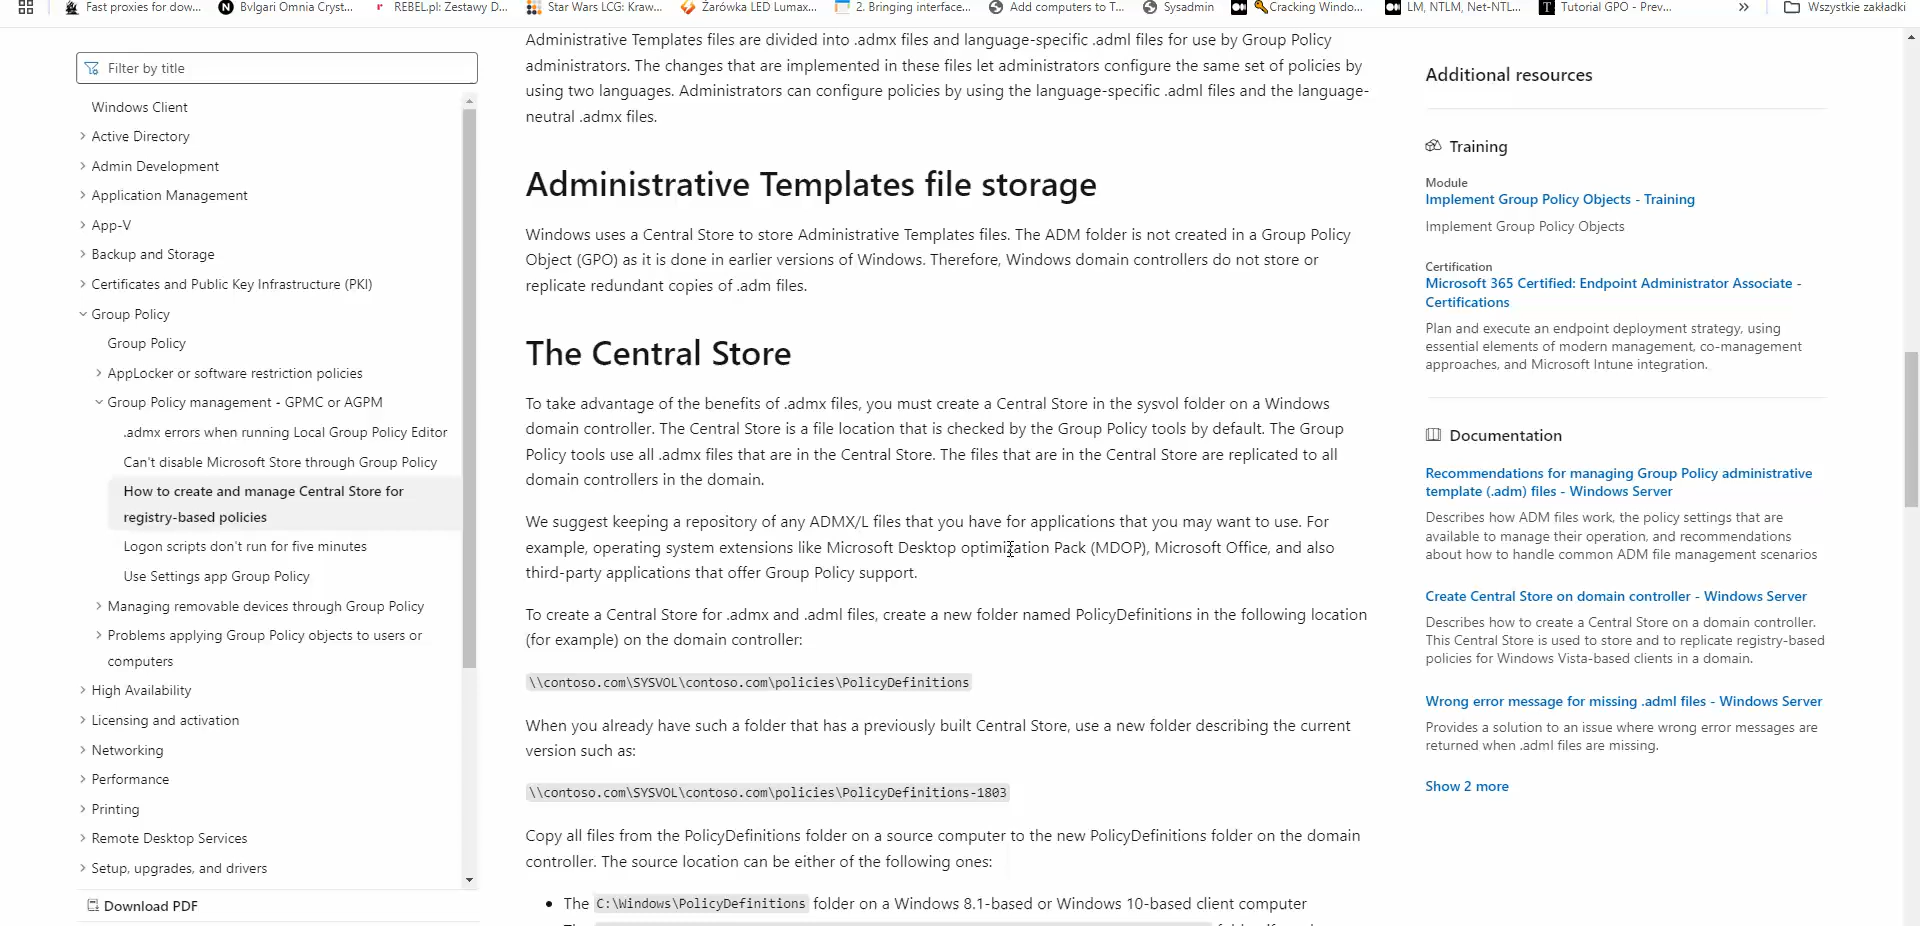 Fast proxies for dow...
Bvlgari Omnia Cryst...
REBEL.pl: Zestawy D...
Star Wars LCG: Kraw...
Żarówka LED Lumax...
2. Bringing interface...
Add computers to T...
Sysadmin
Cracking Windo...
LM, NTLM, Net-NTL...
Tutorial GPO - Prev...
Wszystkie zakładki
Filter by title
Windows Client
Active Directory
Admin Development
Application Management
App-V
Backup and Storage
Certificates and Public Key Infrastructure (PKI)
Group Policy
Group Policy
AppLocker or software restriction policies
Group Policy management - GPMC or AGPM
.admx errors when running Local Group Policy Editor
Can't disable Microsoft Store through Group Policy
How to create and manage Central Store for
registry-based policies
Logon scripts don't run for five minutes
Use Settings app Group Policy
Managing removable devices through Group Policy
Problems applying Group Policy objects to users or
computers
High Availability
Licensing and activation
Networking
Performance
Printing
Remote Desktop Services
Setup, upgrades, and drivers
Download PDF
Administrative Templates files are divided into .admx files and language-specific .adml files for use by Group Policy
administrators. The changes that are implemented in these files let administrators configure the same set of policies by
using two languages. Administrators can configure policies by using the language-specific .adml files and the language-
neutral .admx files.
Administrative Templates file storage
Windows uses a Central Store to store Administrative Templates files. The ADM folder is not created in a Group Policy
Object (GPO) as it is done in earlier versions of Windows. Therefore, Windows domain controllers do not store or
replicate redundant copies of .adm files.
The Central Store
To take advantage of the benefits of .admx files, you must create a Central Store in the sysvol folder on a Windows
domain controller. The Central Store is a file location that is checked by the Group Policy tools by default. The Group
Policy tools use all .admx files that are in the Central Store. The files that are in the Central Store are replicated to all
domain controllers in the domain.
We suggest keeping a repository of any ADMX/L files that you have for applications that you may want to use. For
example, operating system extensions like Microsoft Desktop optimization Pack (MDOP), Microsoft Office, and also
third-party applications that offer Group Policy support.
To create a Central Store for .admx and .adml files, create a new folder named PolicyDefinitions in the following location
(for example) on the domain controller:
\\contoso.com\SYSVOL\contoso.com\policies\PolicyDefinitions
When you already have such a folder that has a previously built Central Store, use a new folder describing the current
version such as:
\\contoso.com\SYSVOL\contoso.com\policies\PolicyDefinitions-1803
Copy all files from the PolicyDefinitions folder on a source computer to the new PolicyDefinitions folder on the domain
controller. The source location can be either of the following ones:
The C:\Windows\PolicyDefinitions folder on a Windows 8.1-based or Windows 10-based client computer
Additional resources
Training
Module
Implement Group Policy Objects - Training
Implement Group Policy Objects
Certification
Microsoft 365 Certified: Endpoint Administrator Associate -
Certifications
Plan and execute an endpoint deployment strategy, using
essential elements of modern management, co-management
approaches, and Microsoft Intune integration.
Documentation
Recommendations for managing Group Policy administrative
template (.adm) files - Windows Server
Describes how ADM files work, the policy settings that are
available to manage their operation, and recommendations
about how to handle common ADM file management scenarios
Create Central Store on domain controller - Windows Server
Describes how to create a Central Store on a domain controller.
This Central Store is used to store and to replicate registry-based
policies for Windows Vista-based clients in a domain.
Wrong error message for missing .adml files - Windows Server
Provides a solution to an issue where wrong error messages are
returned when .adml files are missing.
Show 2 more